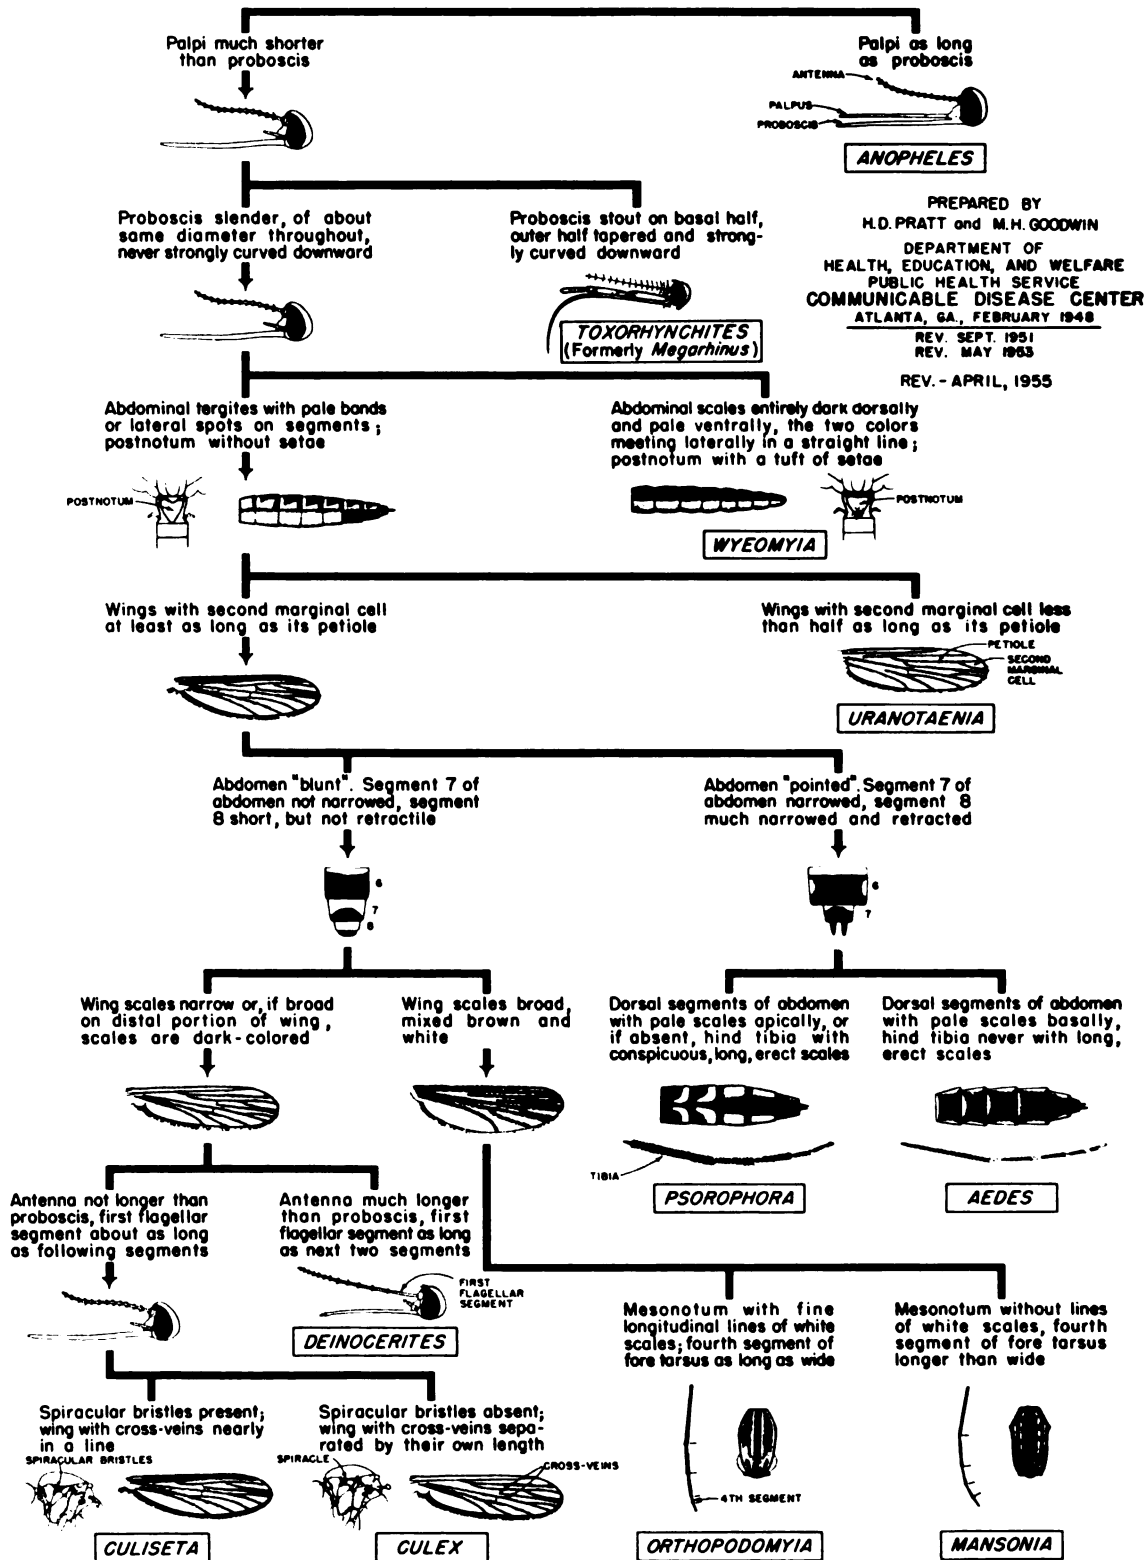 Palpi much shorter
than proboscis
Palpi as long
as proboscis
ANTENNA
PALPUS
PROBOSCIS
ANOPHELES
PREPARED BY
H.D. PRATT and M.H. GOODWIN
DEPARTMENT OF
HEALTH, EDUCATION, AND WELFARE
PUBLIC HEALTH SERVICE
COMMUNICABLE DISEASE CENTER
ATLANTA, GA., FEBRUARY 1948
REV. SEPT. 1951
REV. MAY 1953
REV. - APRIL, 1955
Proboscis slender, of about
same diameter throughout,
never strongly curved downward
Proboscis stout on basal half,
outer half tapered and strong-
ly curved downward
TOXORHYNCHITES
(Formerly Megarhinus)
Abdominal tergites with pale bands
or lateral spots on segments;
postnotum without setae
POSTNOTUM
Abdominal scales entirely dark dorsally
and pale ventrally, the two colors
meeting laterally in a straight line;
postnotum with a tuft of setae
POSTNOTUM
WYEOMYIA
Wings with second marginal cell
at least as long as its petiole
Wings with second marginal cell less
than half as long as its petiole
PETIOLE
SECOND
MARGINAL
CELL
URANOTAENIA
Abdomen "blunt". Segment 7 of
abdomen not narrowed, segment
8 short, but not retractile
6
7
8
Abdomen "pointed". Segment 7 of
abdomen narrowed, segment 8
much narrowed and retracted
6
7
Wing scales narrow or, if broad
on distal portion of wing,
scales are dark-colored
Wing scales broad,
mixed brown and
white
Dorsal segments of abdomen
with pale scales apically, or
if absent, hind tibia with
conspicuous, long, erect scales
TIBIA
PSOROPHORA
Dorsal segments of abdomen
with pale scales basally,
hind tibia never with long,
erect scales
AEDES
Antenna not longer than
proboscis, first flagellar
segment about as long
as following segments
Antenna much longer
than proboscis, first
flagellar segment as long
as next two segments
FIRST
FLAGELLAR
SEGMENT
DEINOCERITES
Mesonotum with fine
longitudinal lines of white
scales; fourth segment of
fore tarsus as long as wide
4TH SEGMENT
ORTHOPODOMYIA
Mesonotum without lines
of white scales, fourth
segment of fore tarsus
longer than wide
MANSONIA
Spiracular bristles present;
wing with cross-veins nearly
in a line
SPIRACULAR BRISTLES
CULISETA
Spiracular bristles absent;
wing with cross-veins sepa-
rated by their own length
SPIRACLE
CROSS-VEINS
CULEX